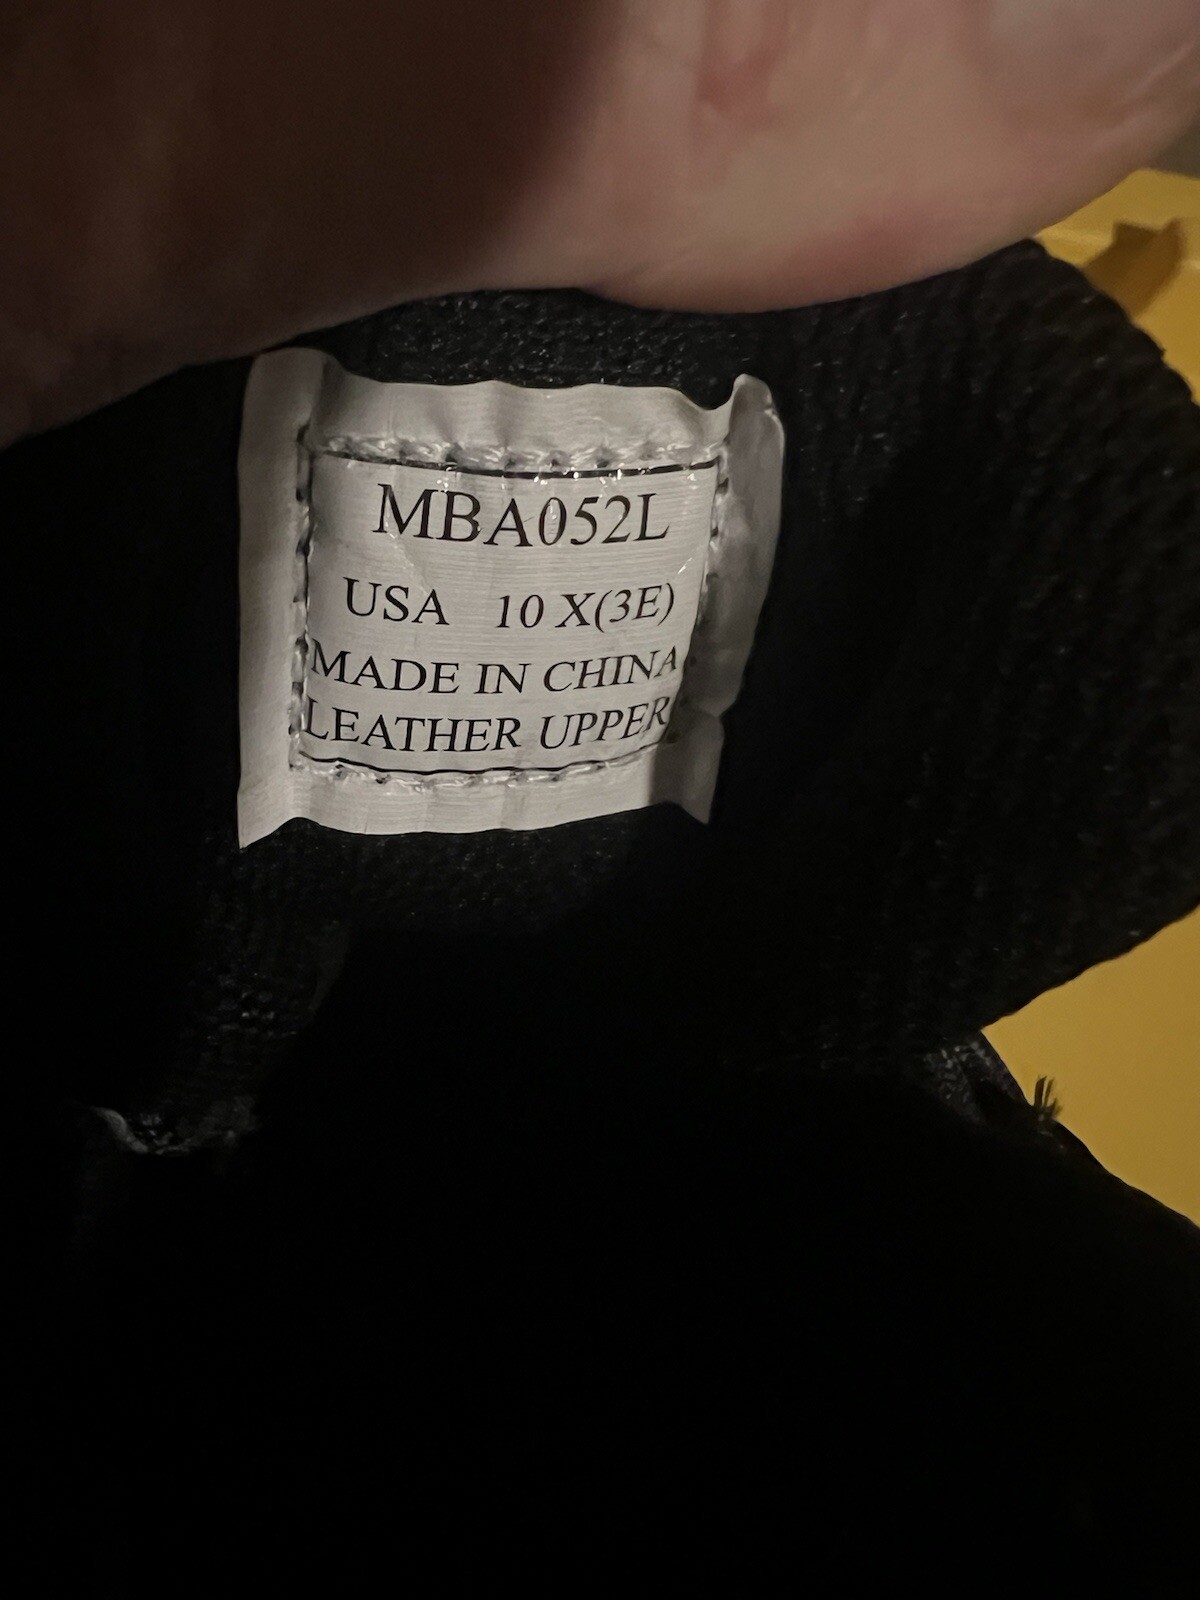 MBA052L
USA 10 X(3E)
MADE IN CHINA
LEATHER UPPER